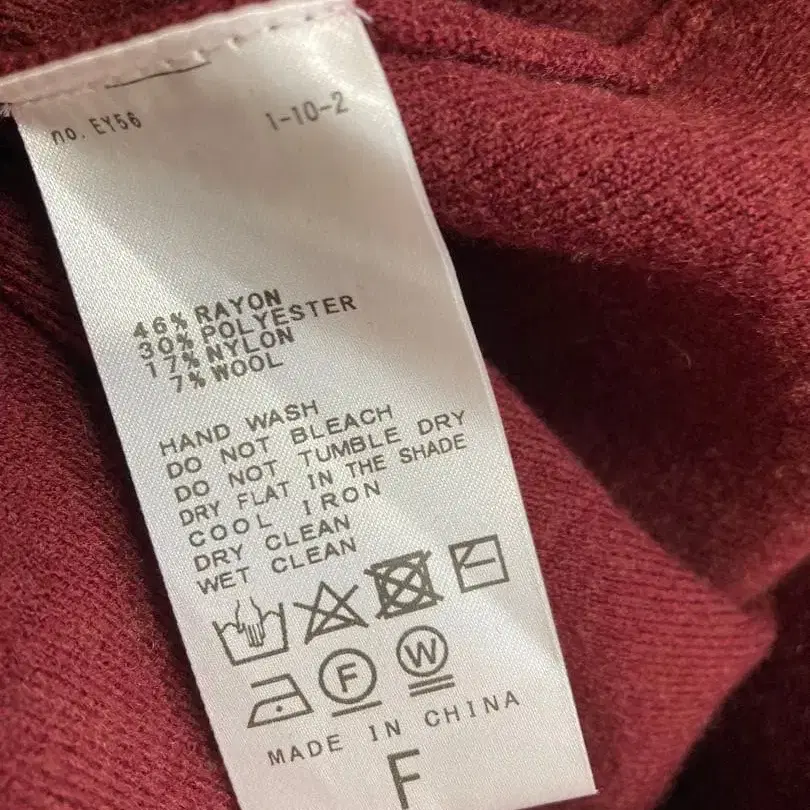 no. EY56 1-10-2
46% RAYON
30% POLYESTER
17% NYLON
7% WOOL
HAND WASH
DO NOT BLEACH
DO NOT TUMBLE DRY
DRY FLAT IN THE SHADE
COOL IRON
DRY CLEAN
WET CLEAN
F W
MADE IN CHINA
F